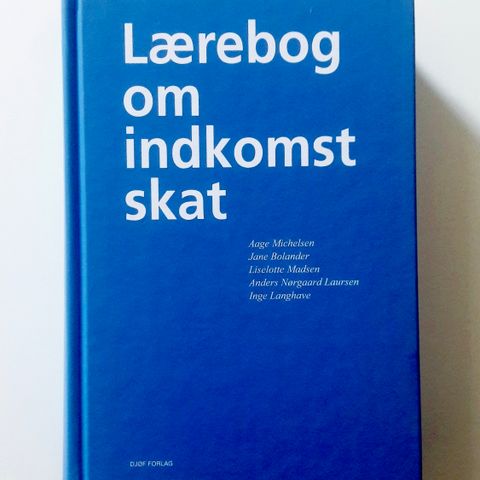 Lærebog
om
indkomst
skat
Aage Michelsen
Jane Bolander
Liselotte Madsen
Anders Nørgaard Laursen
Inge Langhave
DJØF FORLAG